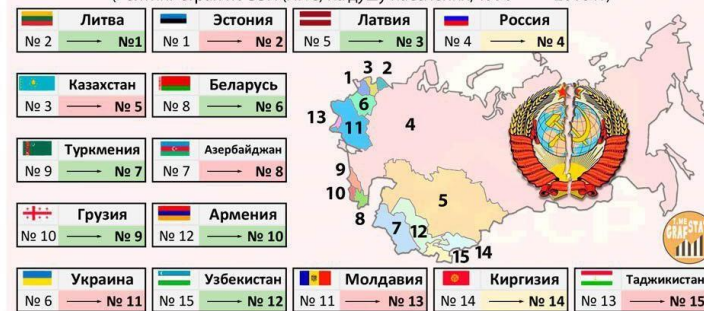 Литва Эстония Латвия Россия
№ 2 → №1 № 1 → № 2 № 5 → № 3 № 4 → № 4
Казахстан Беларусь
№ 3 → № 5 № 8 → № 6
Туркмения Азербайджан
№ 9 → № 7 № 7 → № 8
Грузия Армения
№ 10 → № 9 № 12 → № 10
Украина Узбекистан Молдавия Киргизия Таджикистан
№ 6 → № 11 № 15 → № 12 № 11 → № 13 № 14 → № 14 № 13 → № 15
3 2
1
6
13
11
4
9
10
8
5
7
12
14
15